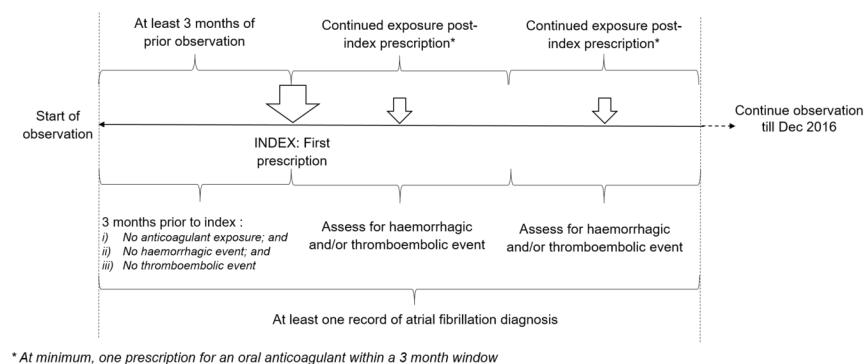 At least 3 months of
prior observation
Continued exposure post-
index prescription*
Continued exposure post-
index prescription*
Start of
observation
INDEX: First
prescription
Continue observation
till Dec 2016
3 months prior to index :
i) No anticoagulant exposure; and
ii) No haemorrhagic event; and
iii) No thromboembolic event
Assess for haemorrhagic
and/or thromboembolic event
Assess for haemorrhagic
and/or thromboembolic event
At least one record of atrial fibrillation diagnosis
* At minimum, one prescription for an oral anticoagulant within a 3 month window